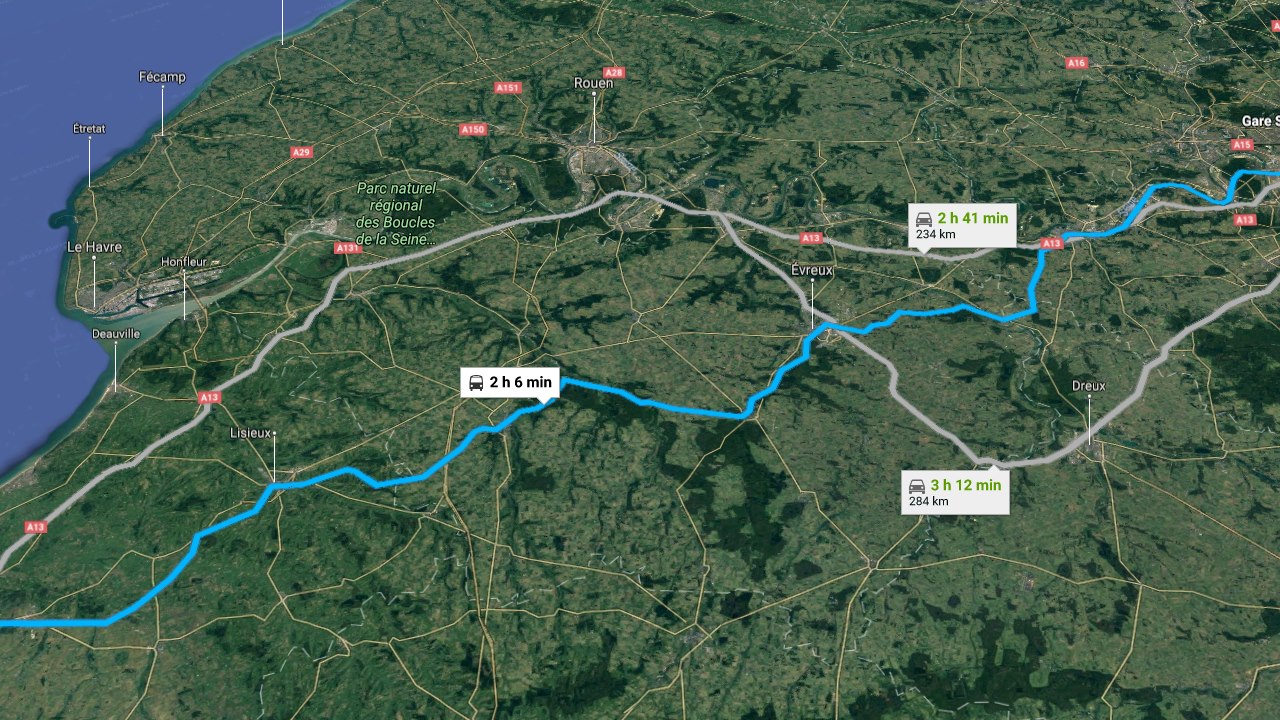 A16
Fécamp
A28
Rouen
A151
Gare S
Étretat
A150
A15
A29
Parc naturel
régional
des Boucles
de la Seine...
2 h 41 min
234 km
A13
A13
A13
Le Havre
A131
Honfleur
Évreux
Deauville
2 h 6 min
Dreux
A13
Lisieux
3 h 12 min
284 km
A13